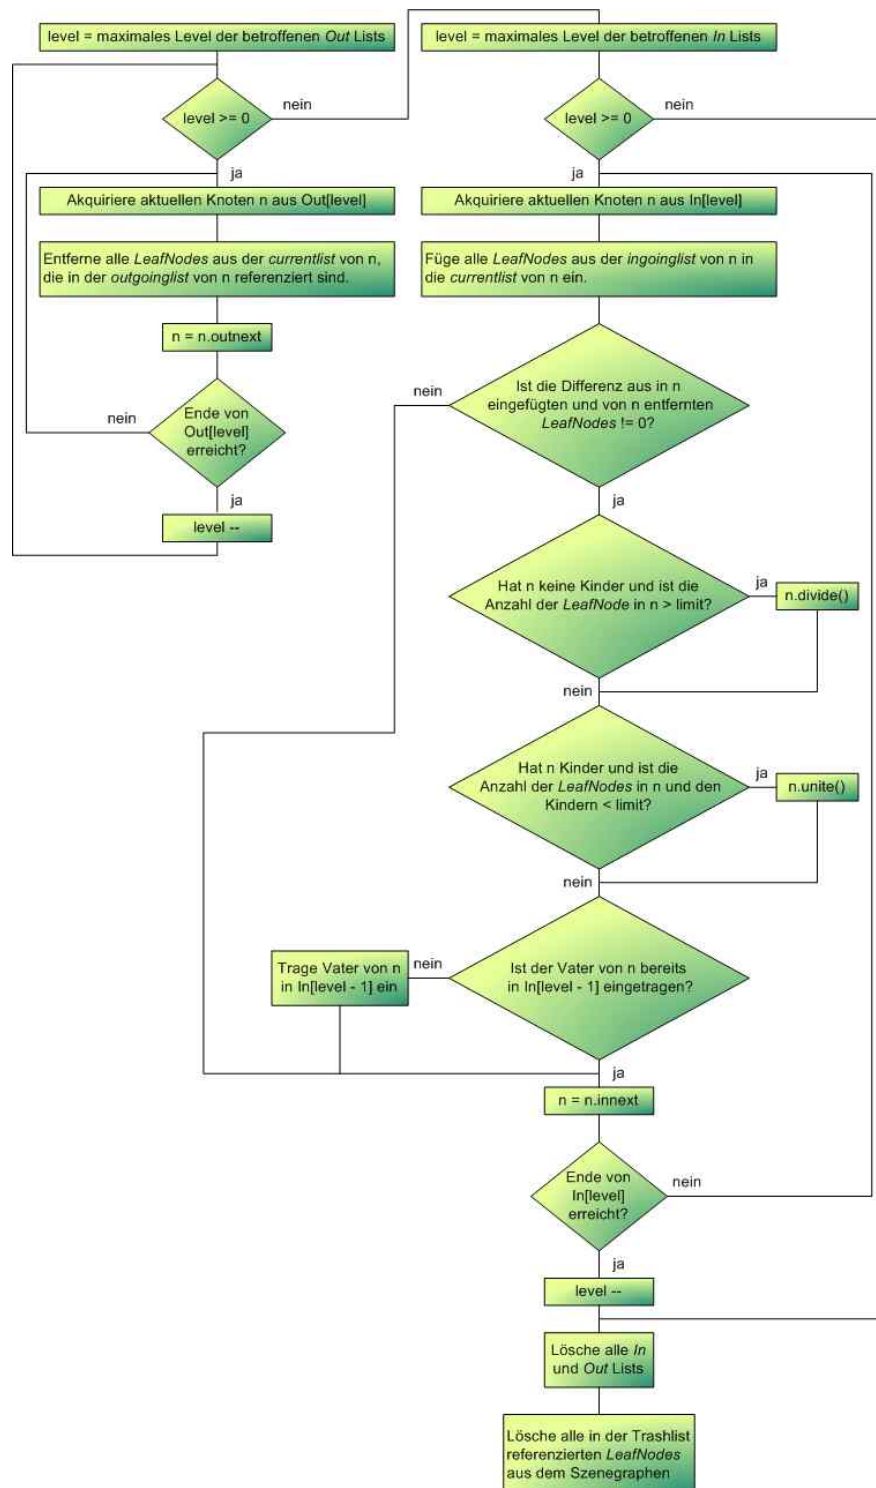 level = maximales Level der betroffenen Out Lists
nein
level >= 0
ja
Akquiriere aktuellen Knoten n aus Out[level]
Entferne alle LeafNodes aus der currentlist von n,
die in der outgoinglist von n referenziert sind.
n = n.outnext
nein
Ende von
Out[level]
erreicht?
ja
level --
level = maximales Level der betroffenen In Lists
nein
level >= 0
ja
Akquiriere aktuellen Knoten n aus In[level]
Füge alle LeafNodes aus der ingoinglist von n in
die currentlist von n ein.
nein
Ist die Differenz aus in n
eingefügten und von n entfernten
LeafNodes != 0?
ja
Hat n keine Kinder und ist die
Anzahl der LeafNode in n > limit?
ja
n.divide()
nein
Hat n Kinder und ist die
Anzahl der LeafNodes in n und den
Kindern < limit?
ja
n.unite()
nein
Ist der Vater von n bereits
in In[level - 1] eingetragen?
nein
Trage Vater von n
in In[level - 1] ein
ja
n = n.innext
Ende von
In[level]
erreicht?
nein
ja
level --
Lösche alle In
und Out Lists
Lösche alle in der Trashlist
referenzierten LeafNodes
aus dem Szenegraphen